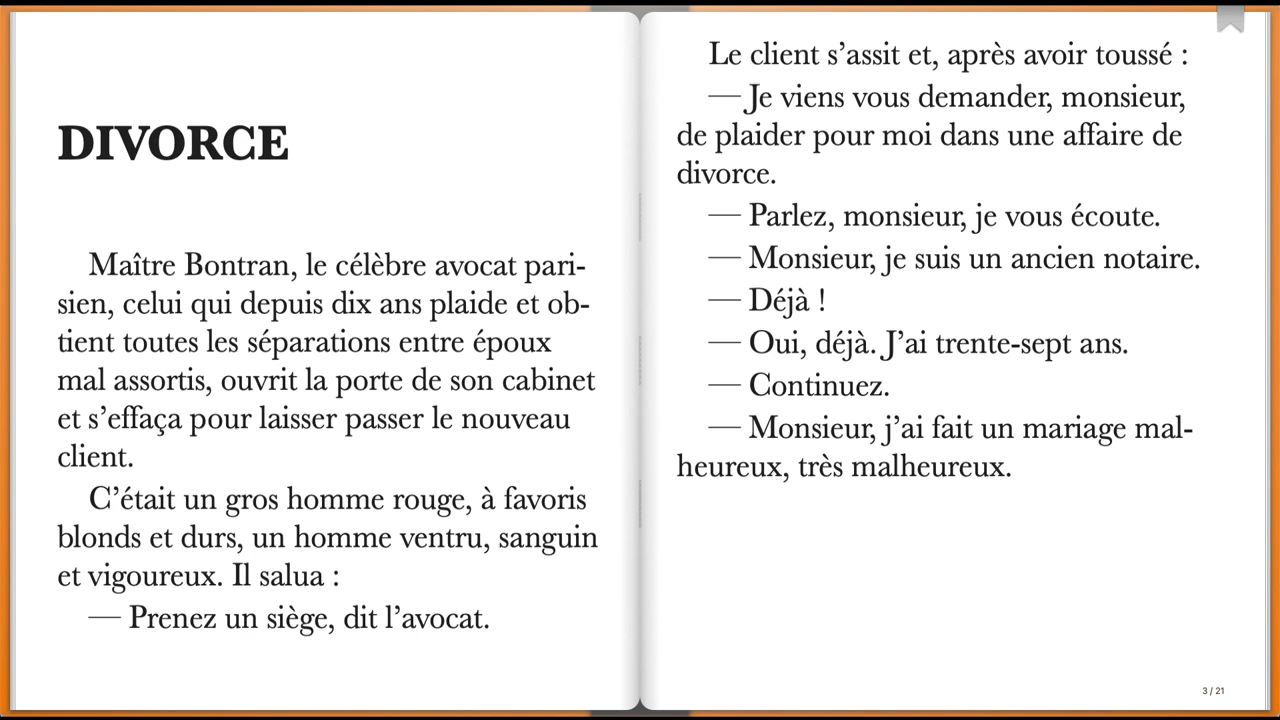 DIVORCE
Maître Bontran, le célèbre avocat pari-
sien, celui qui depuis dix ans plaide et ob-
tient toutes les séparations entre époux
mal assortis, ouvrit la porte de son cabinet
et s’effaça pour laisser passer le nouveau
client.
C’était un gros homme rouge, à favoris
blonds et durs, un homme ventru, sanguin
et vigoureux. Il salua :
— Prenez un siège, dit l’avocat.
Le client s’assit et, après avoir toussé :
— Je viens vous demander, monsieur,
de plaider pour moi dans une affaire de
divorce.
— Parlez, monsieur, je vous écoute.
— Monsieur, je suis un ancien notaire.
— Déjà !
— Oui, déjà. J’ai trente-sept ans.
— Continuez.
— Monsieur, j’ai fait un mariage mal-
heureux, très malheureux.
3 / 21